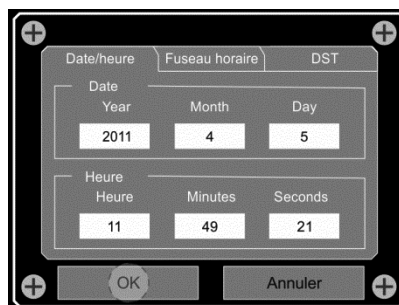 Date/heure Fuseau horaire DST
Date
Year Month Day
2011 4 5
Heure
Heure Minutes Seconds
11 49 21
OK Annuler